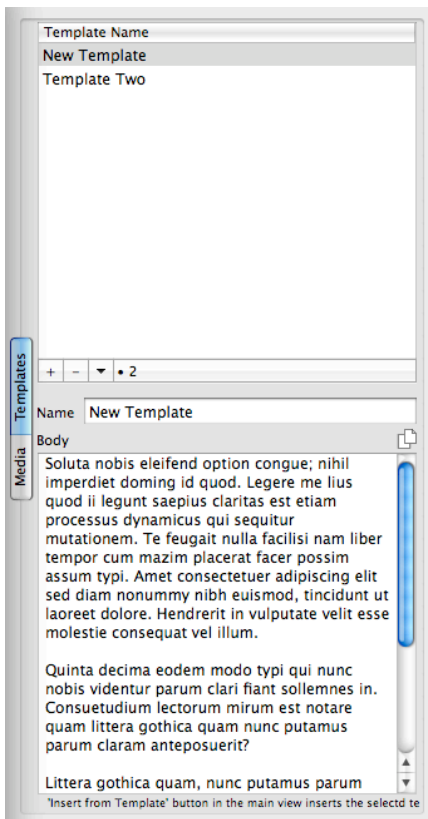 Template Name
New Template
Template Two
+ - ▼ • 2
Templates
Media
Name New Template
Body
Soluta nobis eleifend option congue; nihil
imperdiet doming id quod. Legere me lius
quod ii legunt saepius claritas est etiam
processus dynamicus qui sequitur
mutationem. Te feugait nulla facilisi nam liber
tempor cum mazim placerat facer possim
assum typi. Amet consectetuer adipiscing elit
sed diam nonummy nibh euismod, tincidunt ut
laoreet dolore. Hendrerit in vulputate velit esse
molestie consequat vel illum.
Quinta decima eodem modo typi qui nunc
nobis videntur parum clari fiant sollemnes in.
Consuetudium lectorum mirum est notare
quam littera gothica quam nunc putamus
parum claram anteposuerit?
Littera gothica quam, nunc putamus parum
'Insert from Template' button in the main view inserts the selectd te